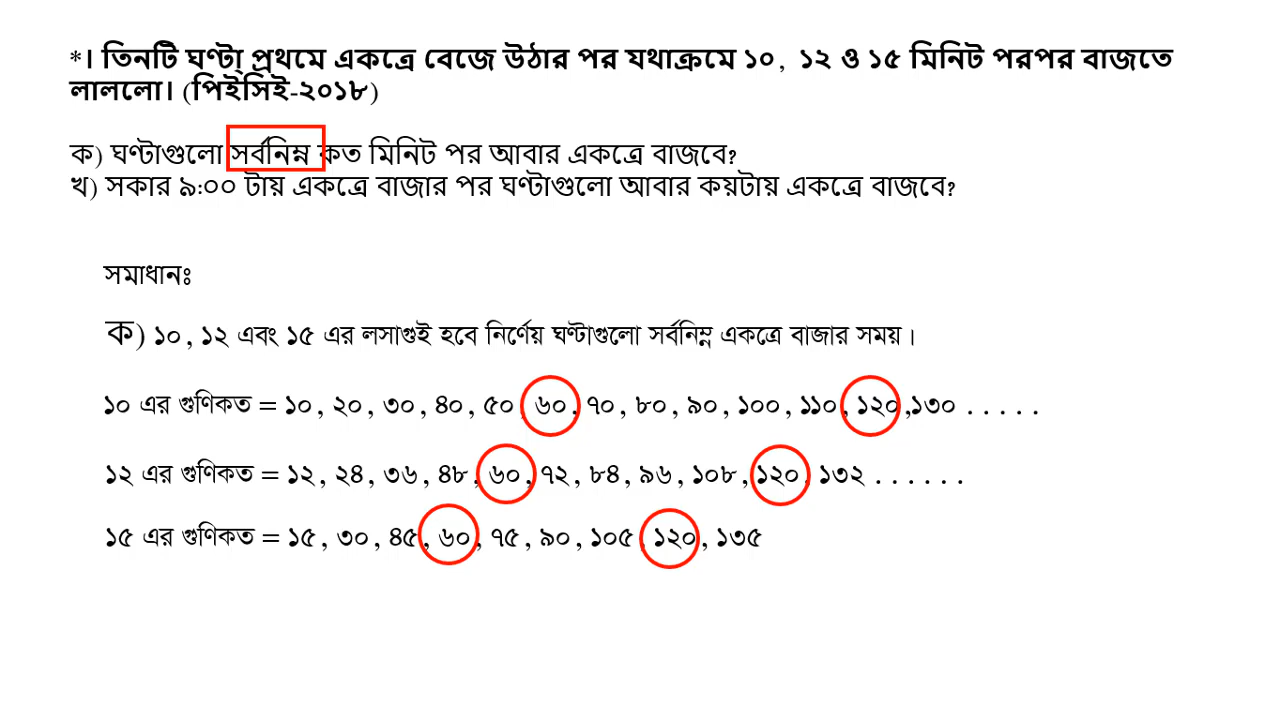 *। তিনটি ঘণ্টা প্রথমে একত্রে বেজে উঠার পর যথাক্রমে ১০, ১২ ও ১৫ মিনিট পরপর বাজতে
লাললো। (পিইসিই-২০১৮)
ক) ঘণ্টাগুলো সর্বনিম্ন কত মিনিট পর আবার একত্রে বাজবে?
খ) সকার ৯:০০ টায় একত্রে বাজার পর ঘণ্টাগুলো আবার কয়টায় একত্রে বাজবে?
সমাধানঃ
ক) ১০, ১২ এবং ১৫ এর লসাগুই হবে নির্ণেয় ঘণ্টাগুলো সর্বনিম্ন একত্রে বাজার সময়।
১০ এর গুণিকত = ১০, ২০, ৩০, ৪০, ৫০, ৬০, ৭০, ৮০, ৯০, ১০০, ১১০, ১২০,১৩০ . . . . .
১২ এর গুণিকত = ১২, ২৪, ৩৬, ৪৮, ৬০, ৭২, ৮৪, ৯৬, ১০৮, ১২০, ১৩২ . . . . . .
১৫ এর গুণিকত = ১৫, ৩০, ৪৫, ৬০, ৭৫, ৯০, ১০৫, ১২০, ১৩৫